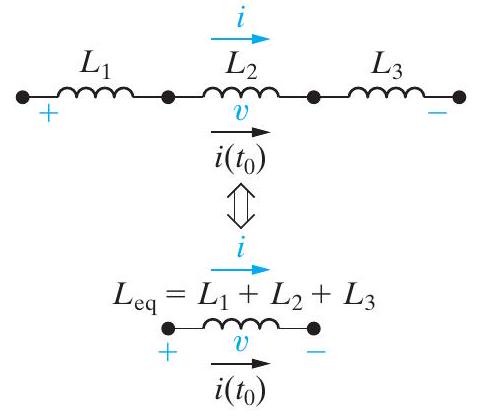 i
L₁ L₂ L₃
+ v −
i(t₀)
i
Leq = L₁ + L₂ + L₃
+ v −
i(t₀)